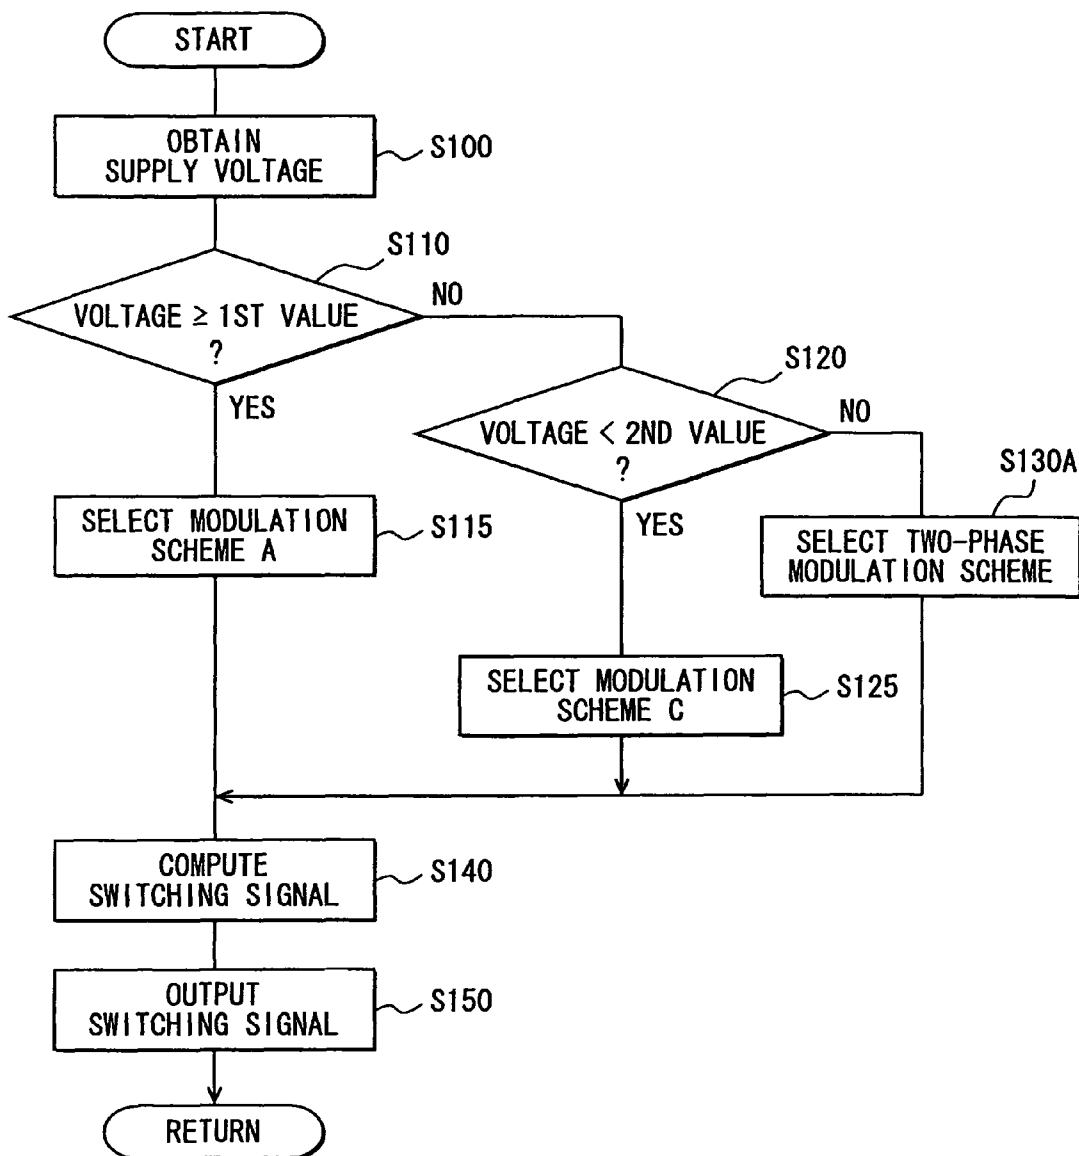 START
OBTAIN
SUPPLY VOLTAGE
S100
S110
VOLTAGE ≥ 1ST VALUE
?
NO
YES
S120
VOLTAGE < 2ND VALUE
?
NO
YES
S130A
SELECT TWO-PHASE
MODULATION SCHEME
SELECT MODULATION
SCHEME A
S115
SELECT MODULATION
SCHEME C
S125
COMPUTE
SWITCHING SIGNAL
S140
OUTPUT
SWITCHING SIGNAL
S150
RETURN